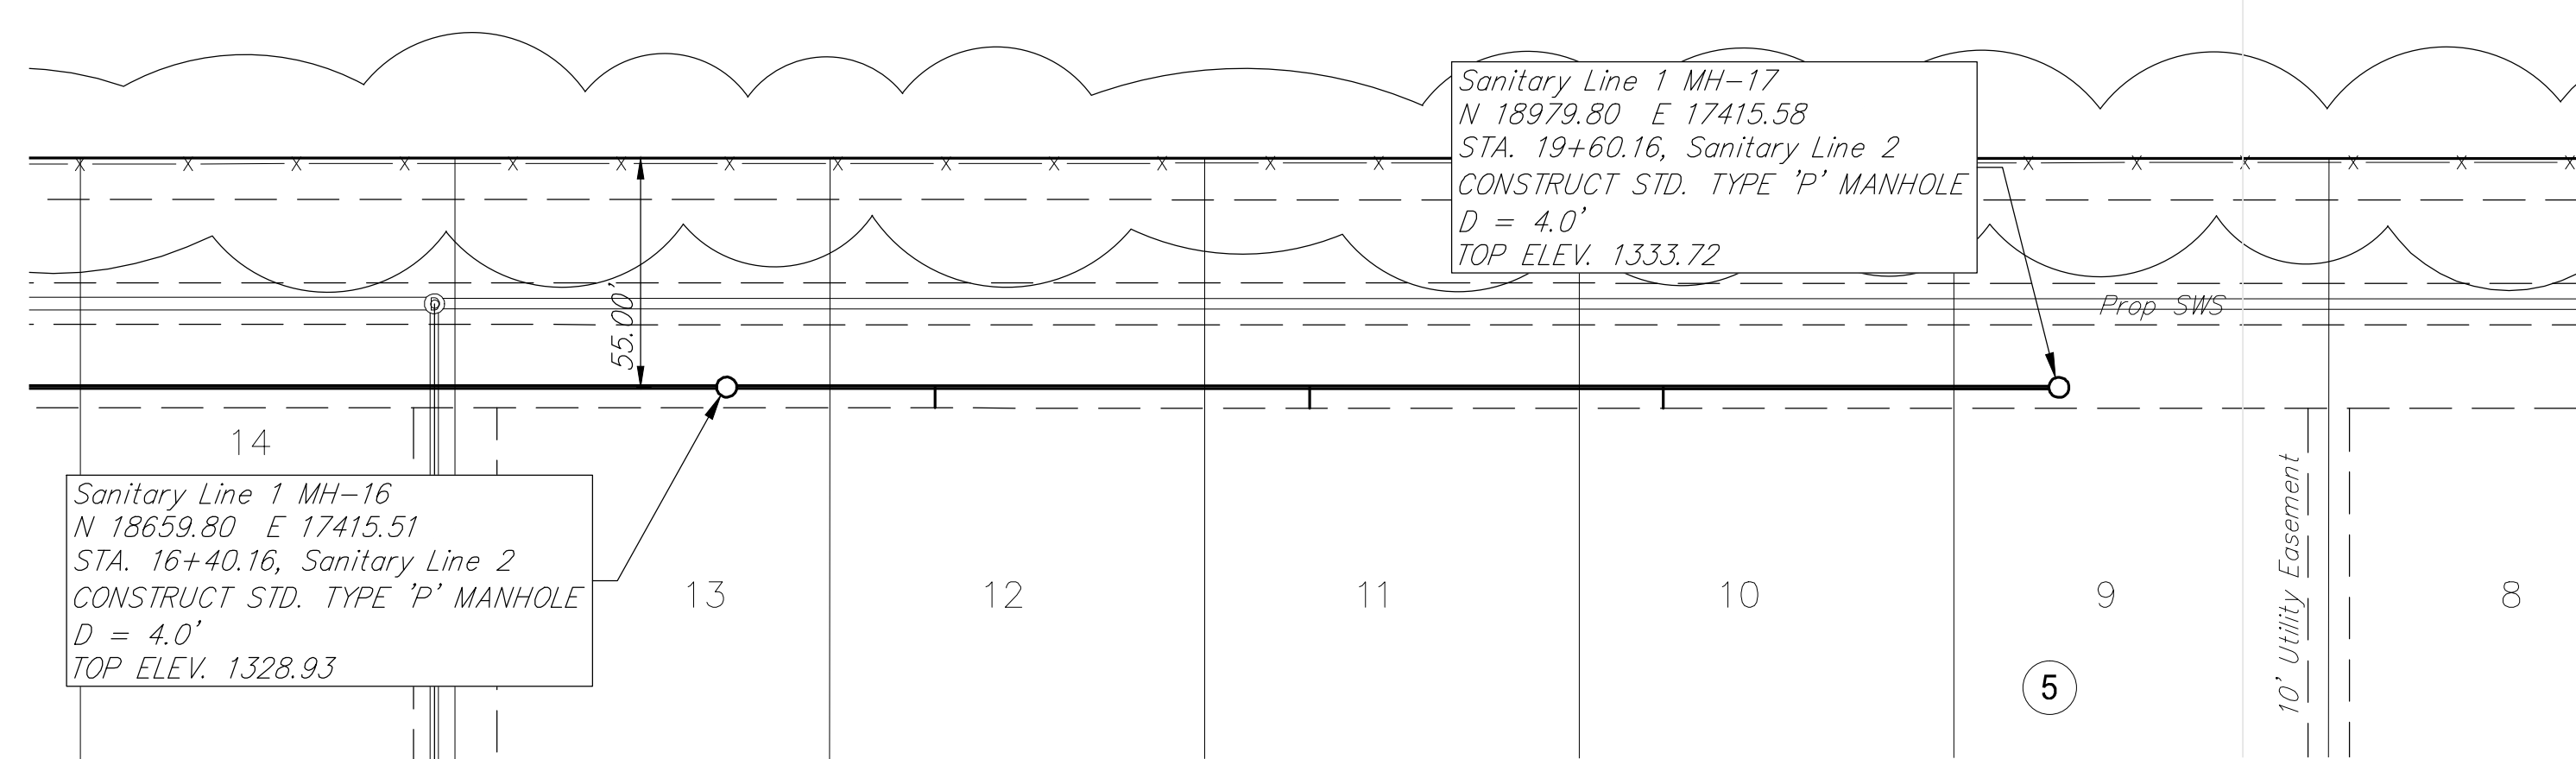 Sanitary Line 1 MH-17
N 18979.80 E 17415.58
STA. 19+60.16, Sanitary Line 2
CONSTRUCT STD. TYPE 'P' MANHOLE
D = 4.0'
TOP ELEV. 1333.72
55.00'
D
Prop SWS
14
Sanitary Line 1 MH-16
N 18659.80 E 17415.51
STA. 16+40.16, Sanitary Line 2
CONSTRUCT STD. TYPE 'P' MANHOLE
D = 4.0'
TOP ELEV. 1328.93
13
12
11
10
9
8
10' Utility Easement
5